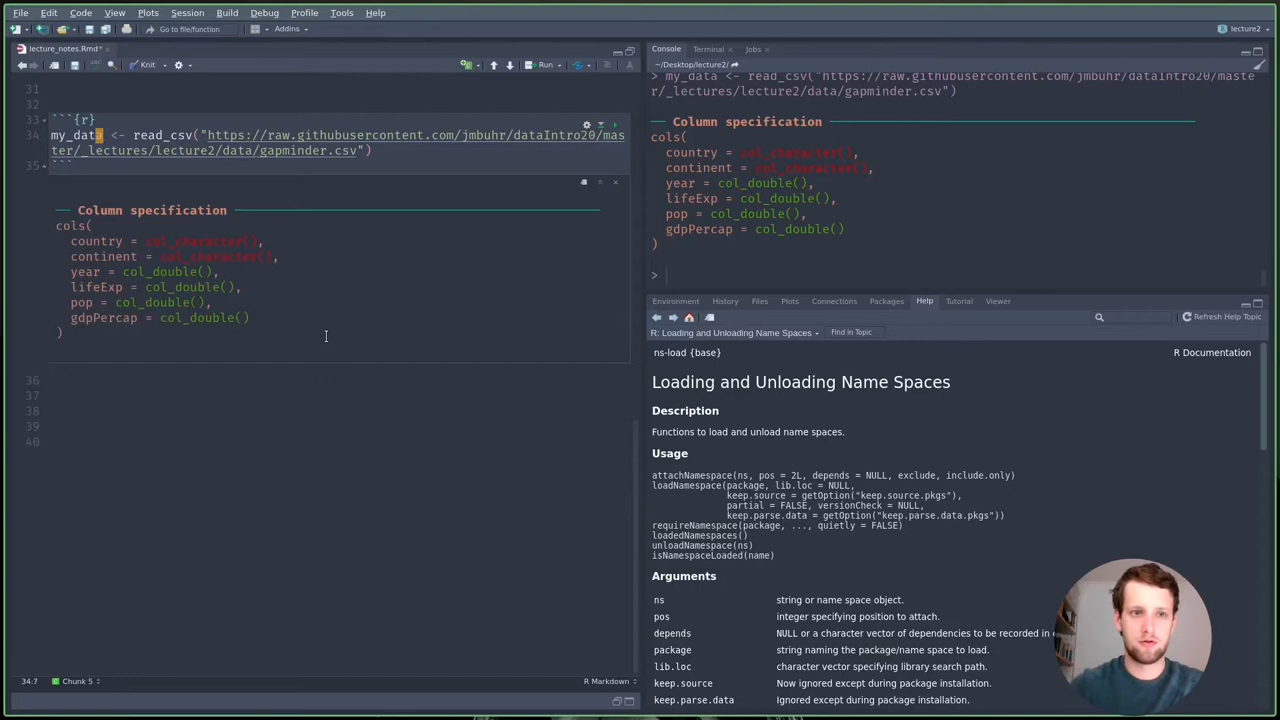 File Edit Code View Plots Session Build Debug Profile Tools Help
Go to file/function Addins lecture2
lecture_notes.Rmd*
Knit Run
31
32
33 ```{r}
34 my_data <- read_csv("https://raw.githubusercontent.com/jmbuhr/dataIntro20/mas
ter/_lectures/lecture2/data/gapminder.csv")
35 ```
── Column specification ──
cols(
country = col_character(),
continent = col_character(),
year = col_double(),
lifeExp = col_double(),
pop = col_double(),
gdpPercap = col_double()
)
36
37
38
39
40
34:7 Chunk 5 R Markdown
Console Terminal Jobs
~/Desktop/lecture2/
> my_data <- read_csv("https://raw.githubusercontent.com/jmbuhr/dataIntro20/maste
r/_lectures/lecture2/data/gapminder.csv")
── Column specification ──
cols(
country = col_character(),
continent = col_character(),
year = col_double(),
lifeExp = col_double(),
pop = col_double(),
gdpPercap = col_double()
)
>
Environment History Files Plots Connections Packages Help Tutorial Viewer
Refresh Help Topic
R: Loading and Unloading Name Spaces Find in Topic
ns-load {base} R Documentation
Loading and Unloading Name Spaces
Description
Functions to load and unload name spaces.
Usage
attachNamespace(ns, pos = 2L, depends = NULL, exclude, include.only)
loadNamespace(package, lib.loc = NULL,
keep.source = getOption("keep.source.pkgs"),
partial = FALSE, versionCheck = NULL,
keep.parse.data = getOption("keep.parse.data.pkgs"))
requireNamespace(package, ..., quietly = FALSE)
loadedNamespaces()
unloadNamespace(ns)
isNamespaceLoaded(name)
Arguments
ns string or name space object.
pos integer specifying position to attach.
depends NULL or a character vector of dependencies to be recorded in
package string naming the package/name space to load.
lib.loc character vector specifying library search path.
keep.source Now ignored except during package installation.
keep.parse.data Ignored except during package installation.